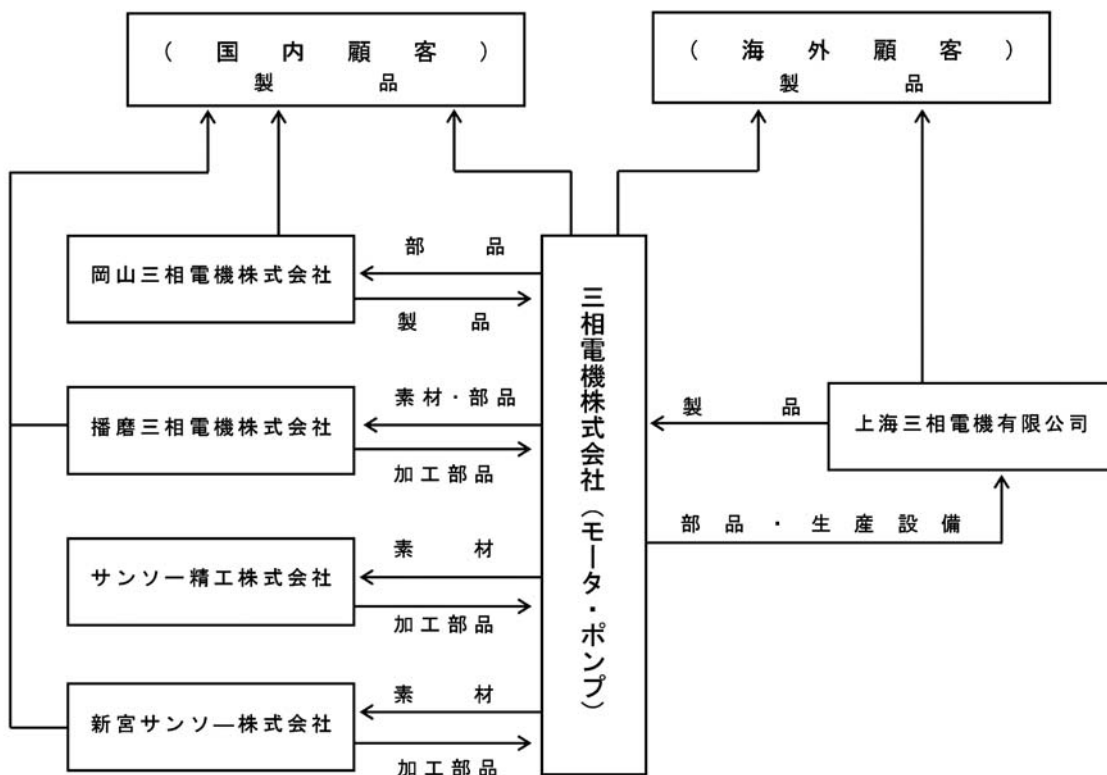 （国内顧客）
製品
（海外顧客）
製品
岡山三相電機株式会社
部品
製品
播磨三相電機株式会社
素材・部品
加工部品
サンソー精工株式会社
素材
加工部品
新宮サンソ―株式会社
素材
加工部品
三相電機株式会社（モータ・ポンプ）
製品
上海三相電機有限公司
部品・生産設備